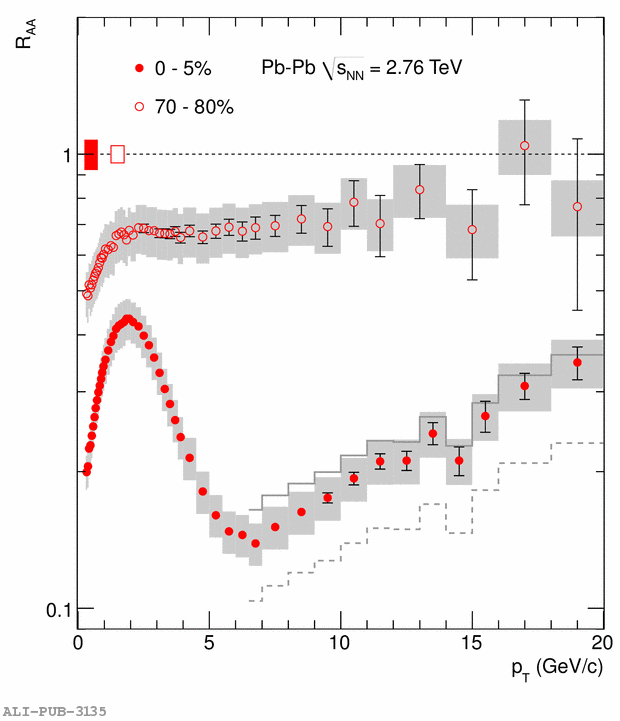 R_AA
0 - 5%
Pb-Pb √s_NN = 2.76 TeV
70 - 80%
1
0.1
0 5 10 15 20
p_T (GeV/c)
ALI-PUB-3135